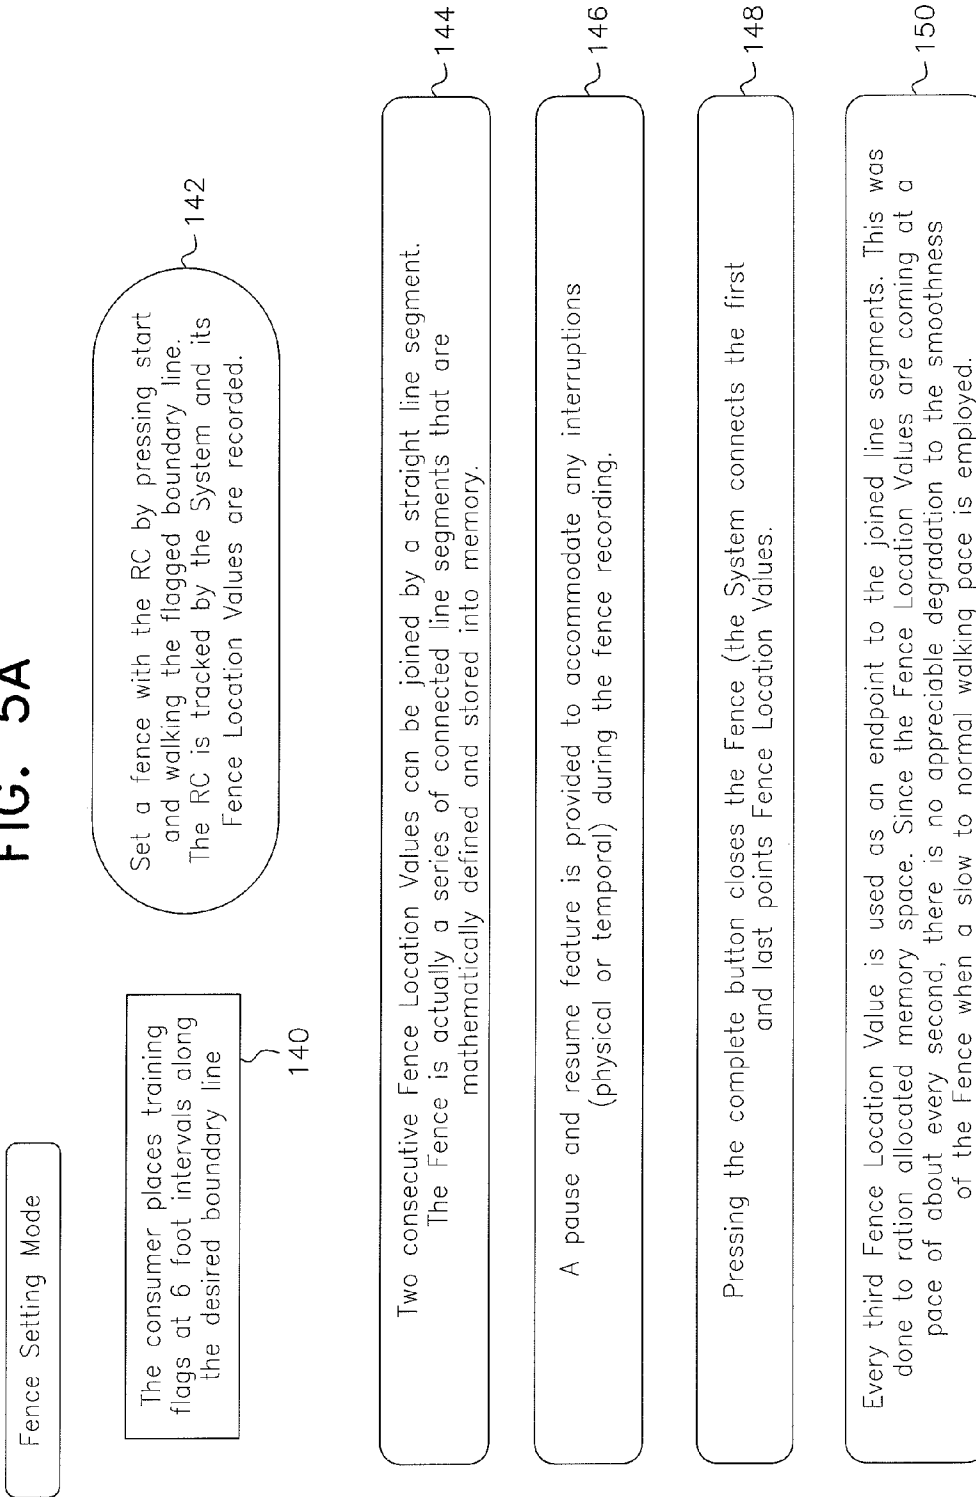 FIG. 5A
Fence Setting Mode
The consumer places training
flags at 6 foot intervals along
the desired boundary line
140
Set a fence with the RC by pressing start
and walking the flagged boundary line.
The RC is tracked by the System and its
Fence Location Values are recorded.
142
Two consecutive Fence Location Values can be joined by a straight line segment.
The Fence is actually a series of connected line segments that are
mathematically defined and stored into memory.
144
A pause and resume feature is provided to accommodate any interruptions
(physical or temporal) during the fence recording.
146
Pressing the complete button closes the Fence (the System connects the first
and last points Fence Location Values.
148
Every third Fence Location Value is used as an endpoint to the joined line segments. This was
done to ration allocated memory space. Since the Fence Location Values are coming at a
pace of about every second, there is no appreciable degradation to the smoothness
of the Fence when a slow to normal walking pace is employed.
150